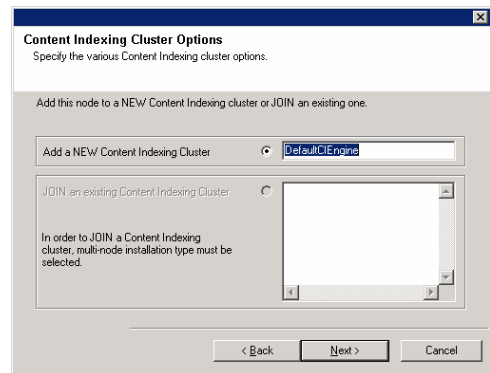 Content Indexing Cluster Options
Specify the various Content Indexing cluster options.
Add this node to a NEW Content Indexing cluster or JOIN an existing one.
Add a NEW Content Indexing Cluster
DefaultCIEngine
JOIN an existing Content Indexing Cluster
In order to JOIN a Content Indexing
cluster, multi-node installation type must be
selected.
< Back
Next >
Cancel